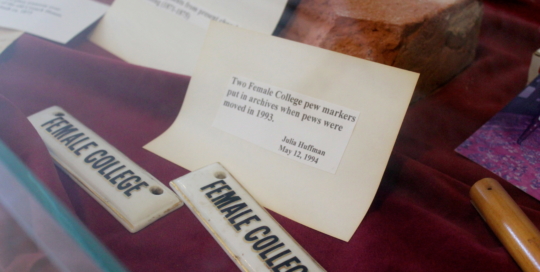 Two Female College pew markers
put in archives when pews were
moved in 1993.
Julia Huffman
May 12, 1994
"FEMALE COLLEGE
FEMALE COLLEGE